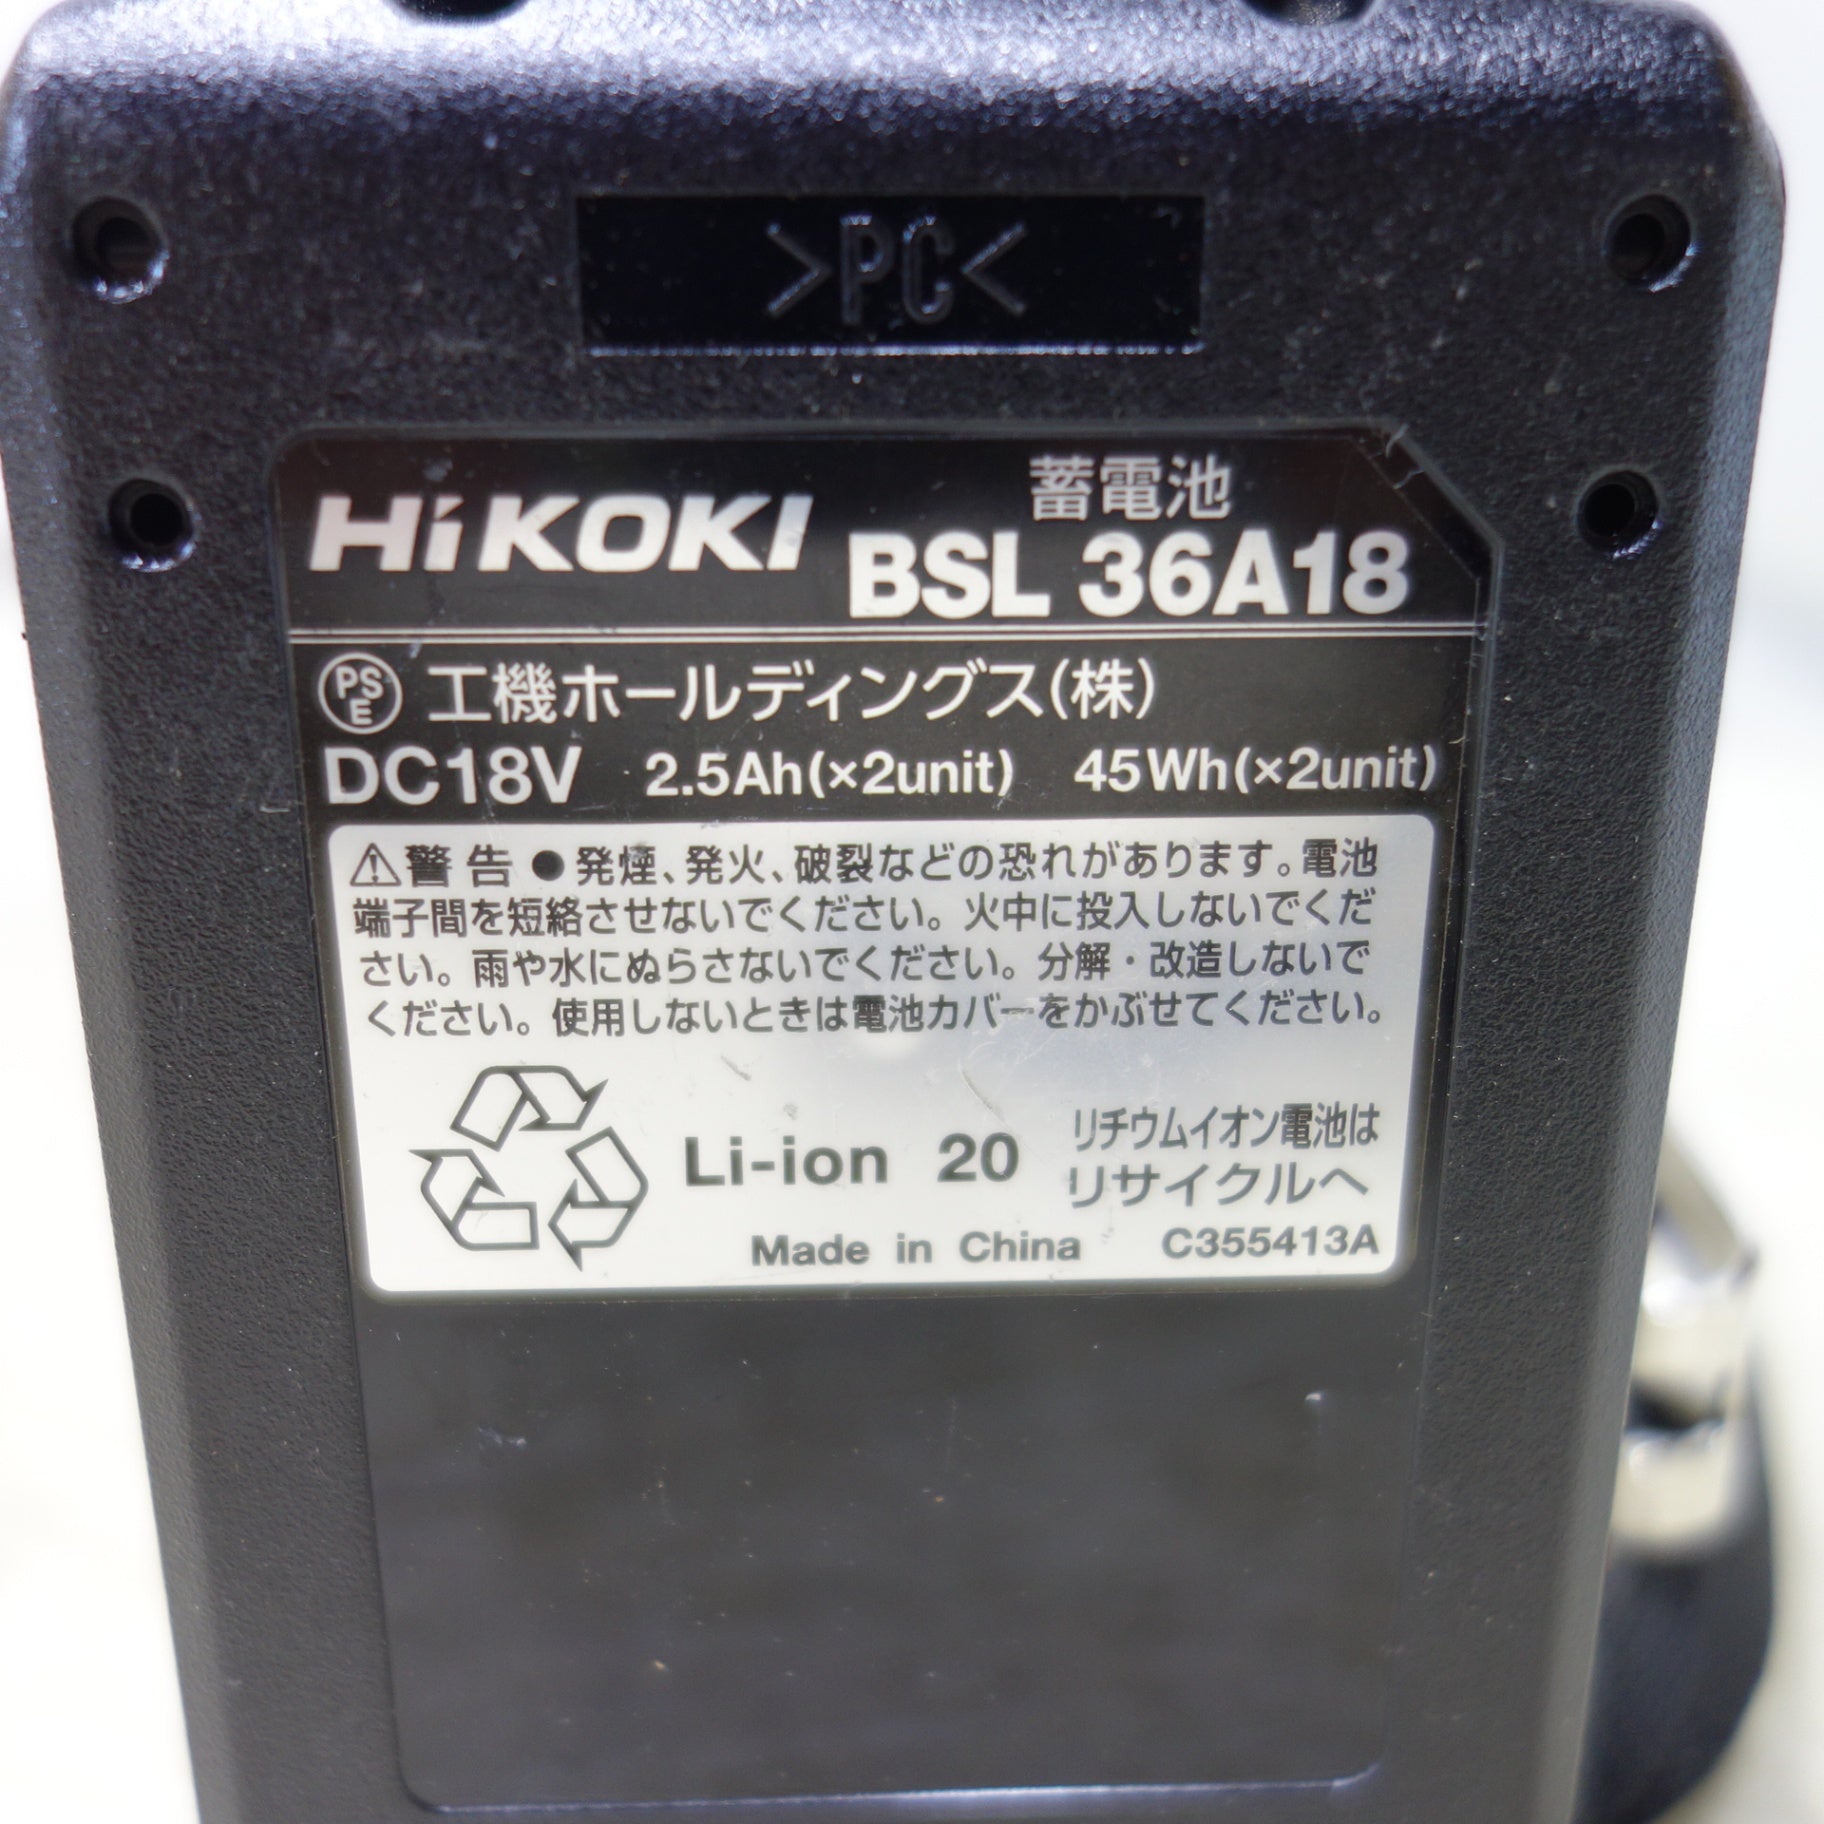 >PC<
HiKOKI 蓄電池
BSL 36A18
PSE 工機ホールディングス(株)
DC18V 2.5Ah(×2unit) 45Wh(×2unit)
⚠警告 ●発煙、発火、破裂などの恐れがあります。電池
端子間を短絡させないでください。火中に投入しないでくだ
さい。雨や水にぬらさないでください。分解・改造しないで
ください。使用しないときは電池カバーをかぶせてください。
Li-ion 20 リチウムイオン電池は
リサイクルへ
Made in China C355413A